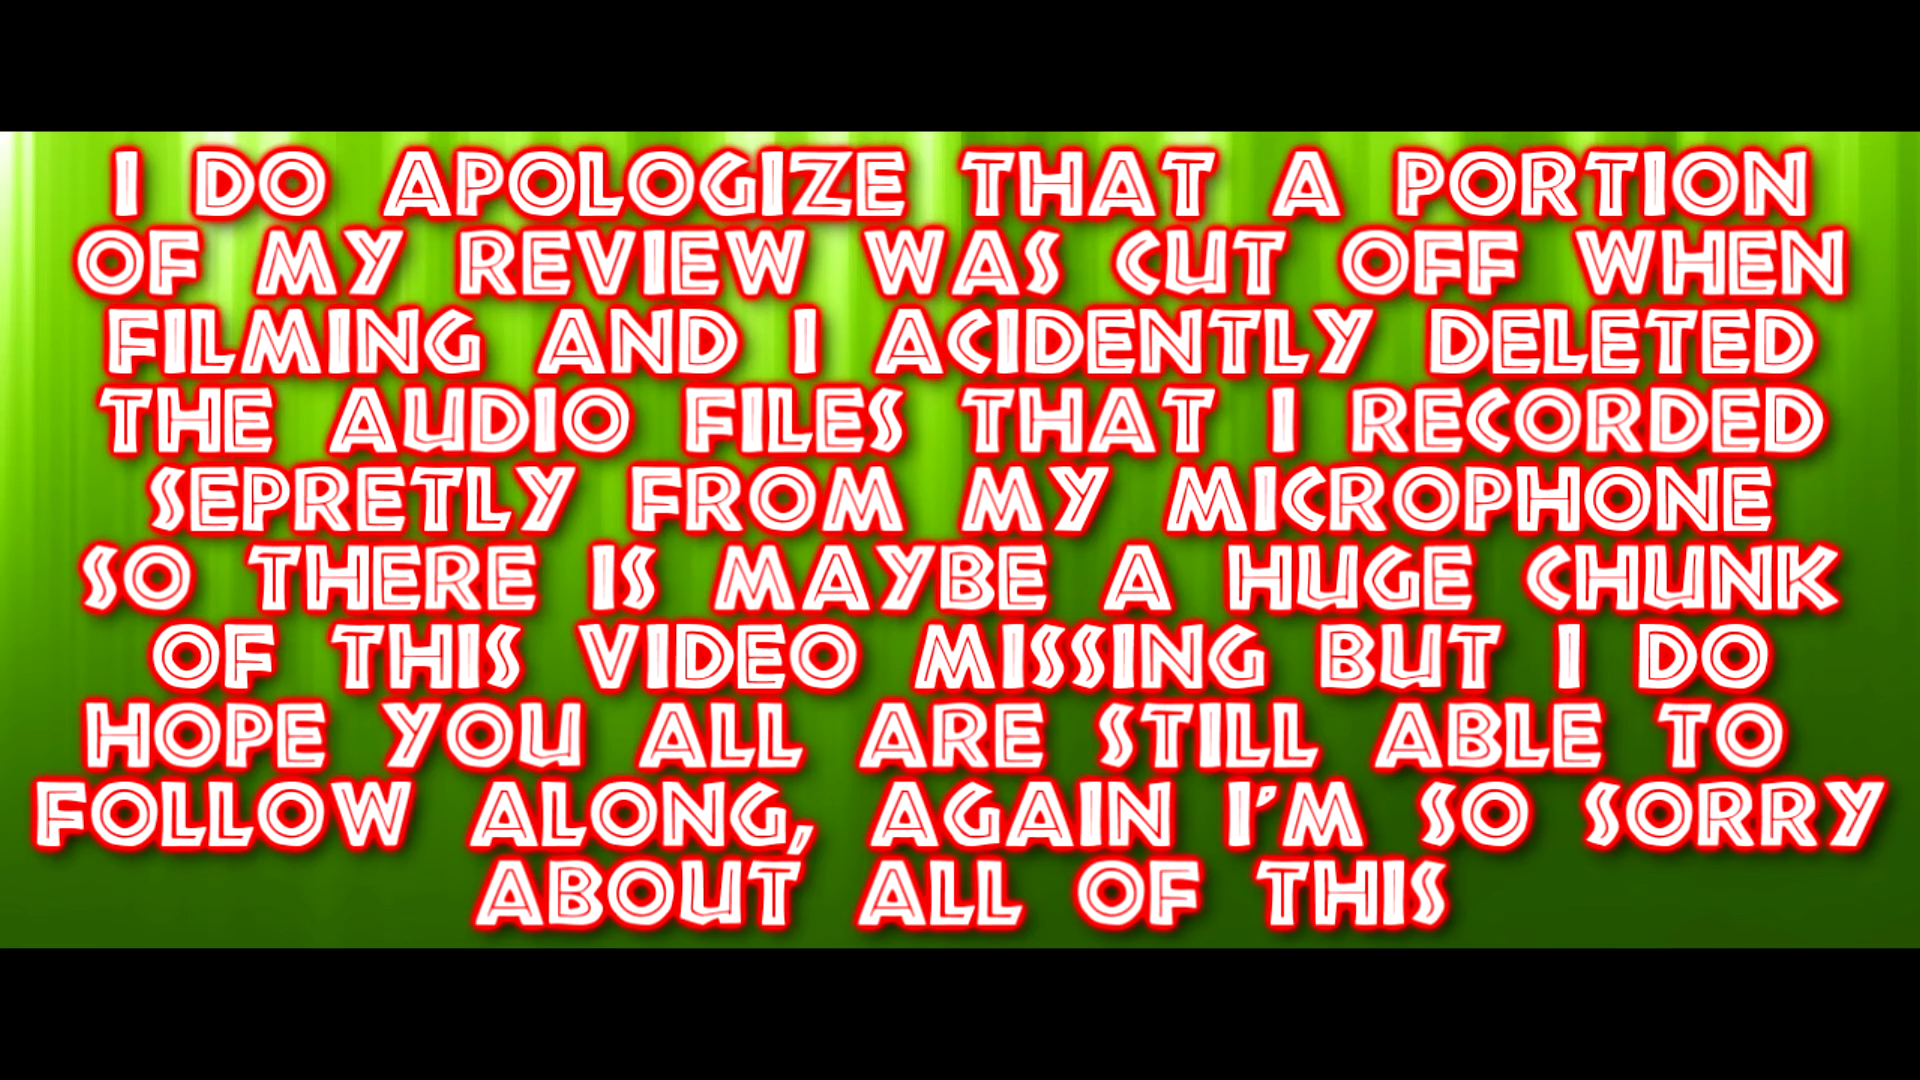 I DO APOLOGIZE THAT A PORTION
OF MY REVIEW WAS CUT OFF WHEN
FILMING AND I ACIDENTLY DELETED
THE AUDIO FILES THAT I RECORDED
SEPRETLY FROM MY MICROPHONE
SO THERE IS MAYBE A HUGE CHUNK
OF THIS VIDEO MISSING BUT I DO
HOPE YOU ALL ARE STILL ABLE TO
FOLLOW ALONG, AGAIN I'M SO SORRY
ABOUT ALL OF THIS